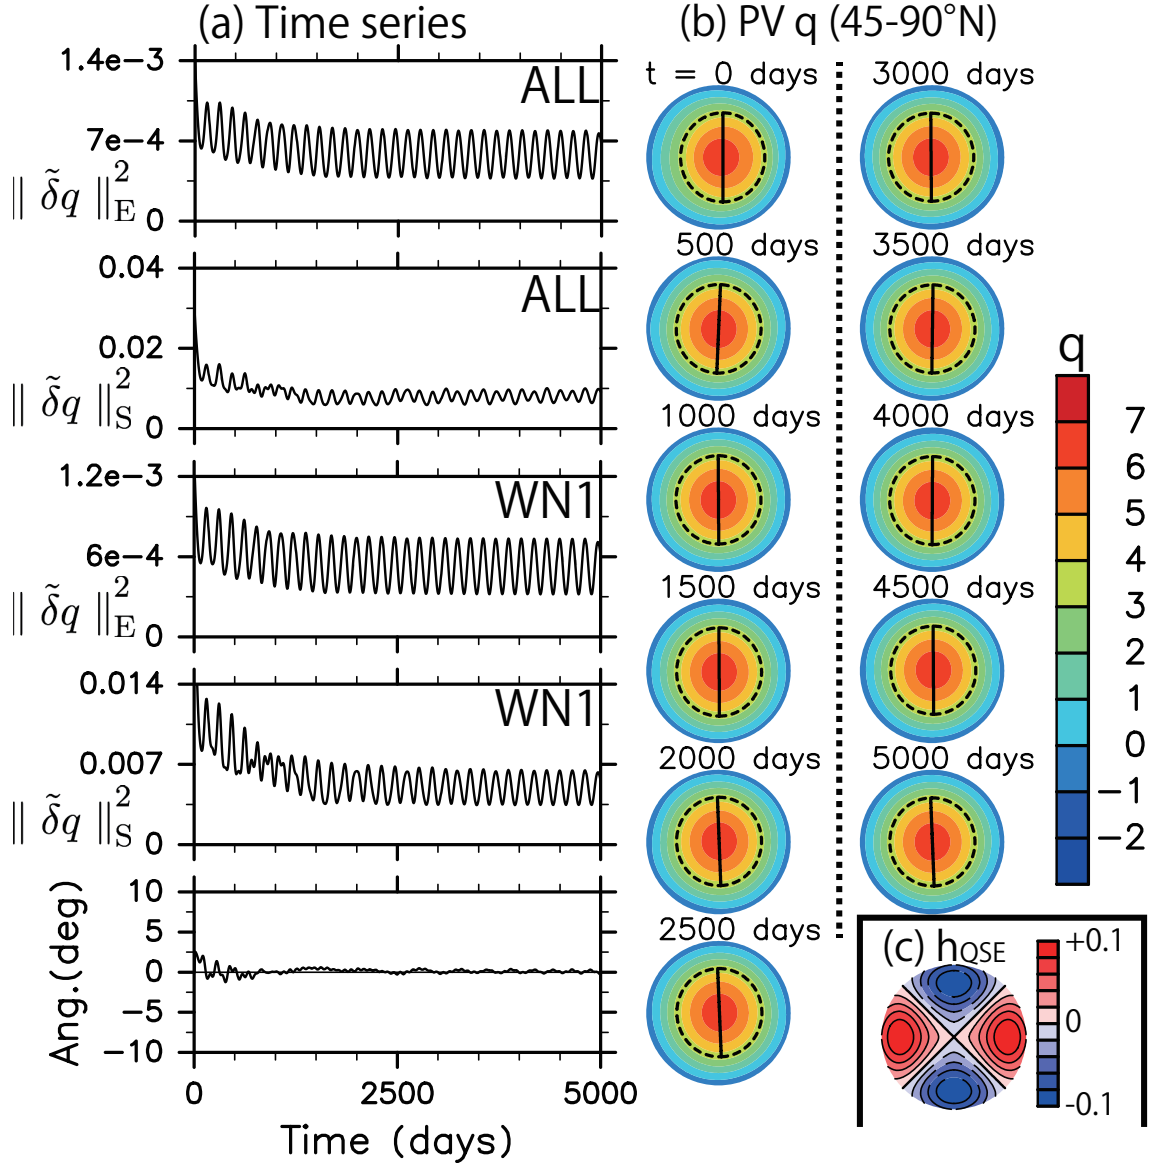 (a) Time series
1.4e-3
ALL
7e-4
‖ δ̃q ‖²_E
0
0.04
ALL
0.02
‖ δ̃q ‖²_S
0
1.2e-3
WN1
6e-4
‖ δ̃q ‖²_E
0
0.014
WN1
0.007
‖ δ̃q ‖²_S
0
10
5
0
-5
-10
Ang.(deg)
0 2500 5000
Time (days)
(b) PV q (45-90°N)
t = 0 days
500 days
1000 days
1500 days
2000 days
2500 days
3000 days
3500 days
4000 days
4500 days
5000 days
q
7
6
5
4
3
2
1
0
-1
-2
(c) hQSE
+0.1
0
-0.1